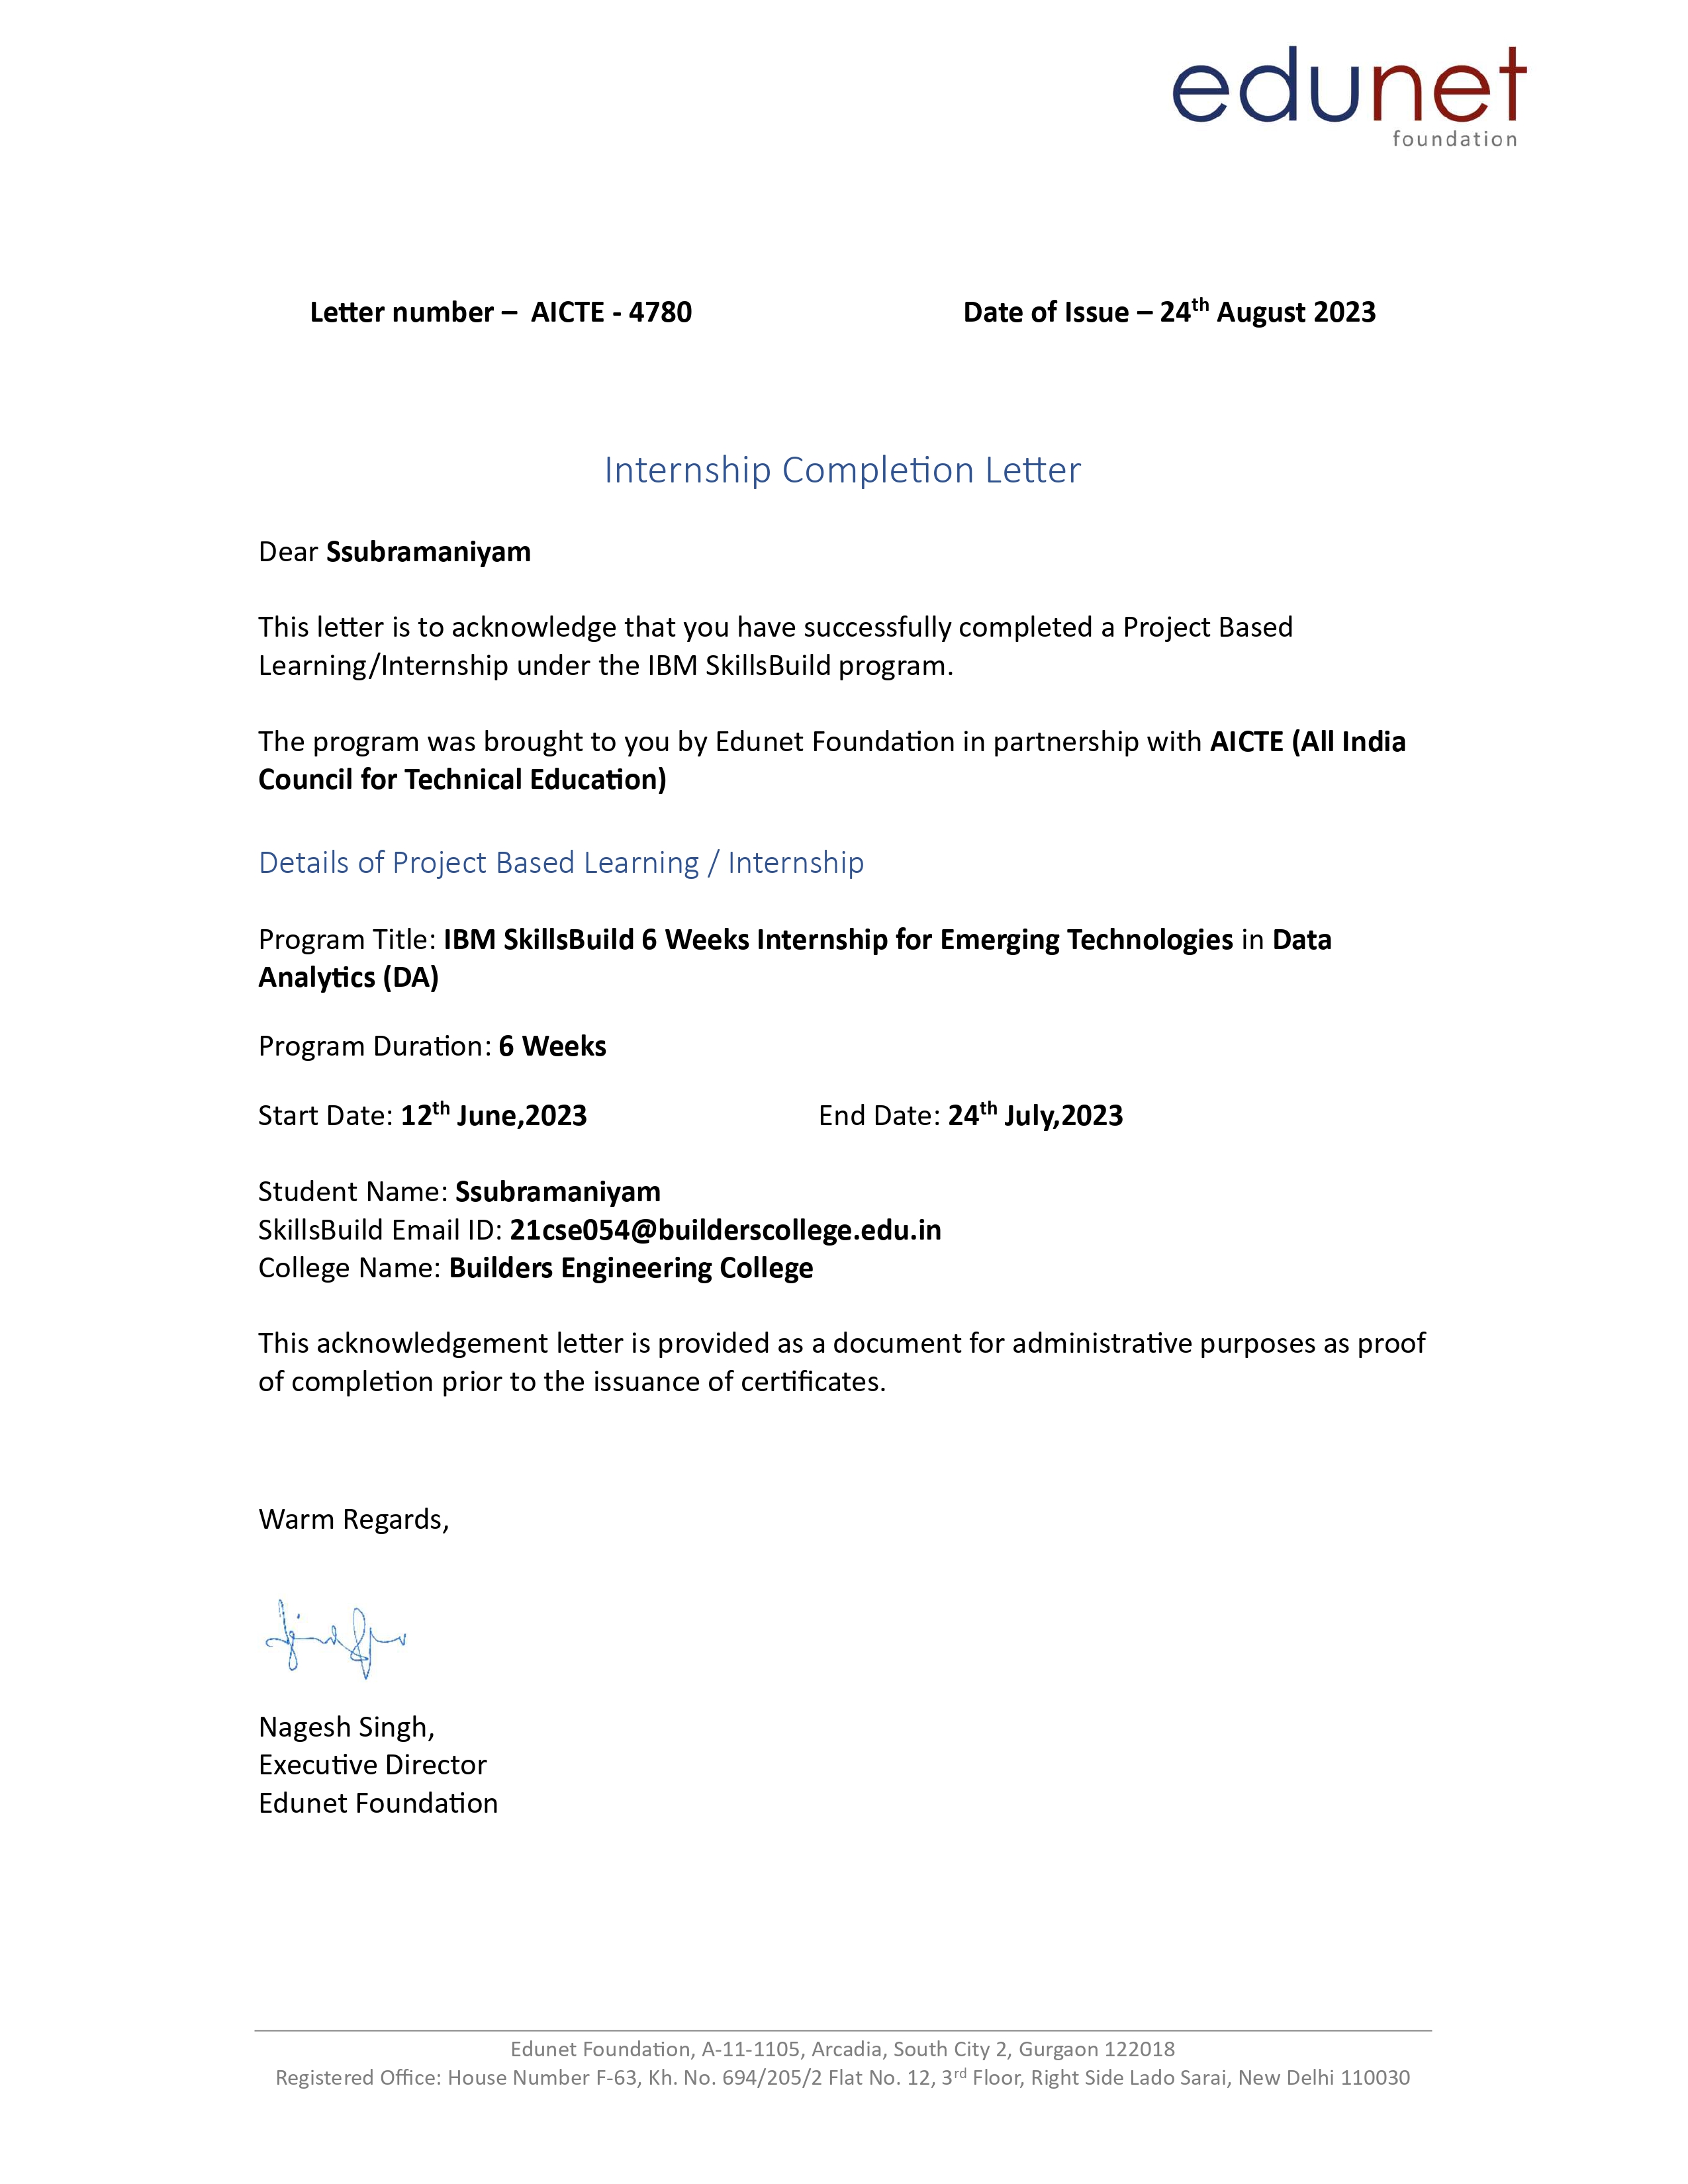 edunet
foundation
Letter number – AICTE - 4780 Date of Issue – 24th August 2023
Internship Completion Letter
Dear Ssubramaniyam
This letter is to acknowledge that you have successfully completed a Project Based
Learning/Internship under the IBM SkillsBuild program.
The program was brought to you by Edunet Foundation in partnership with AICTE (All India
Council for Technical Education)
Details of Project Based Learning / Internship
Program Title: IBM SkillsBuild 6 Weeks Internship for Emerging Technologies in Data
Analytics (DA)
Program Duration: 6 Weeks
Start Date: 12th June,2023 End Date: 24th July,2023
Student Name: Ssubramaniyam
SkillsBuild Email ID: 21cse054@builderscollege.edu.in
College Name: Builders Engineering College
This acknowledgement letter is provided as a document for administrative purposes as proof
of completion prior to the issuance of certificates.
Warm Regards,
Nagesh Singh,
Executive Director
Edunet Foundation
Edunet Foundation, A-11-1105, Arcadia, South City 2, Gurgaon 122018
Registered Office: House Number F-63, Kh. No. 694/205/2 Flat No. 12, 3rd Floor, Right Side Lado Sarai, New Delhi 110030